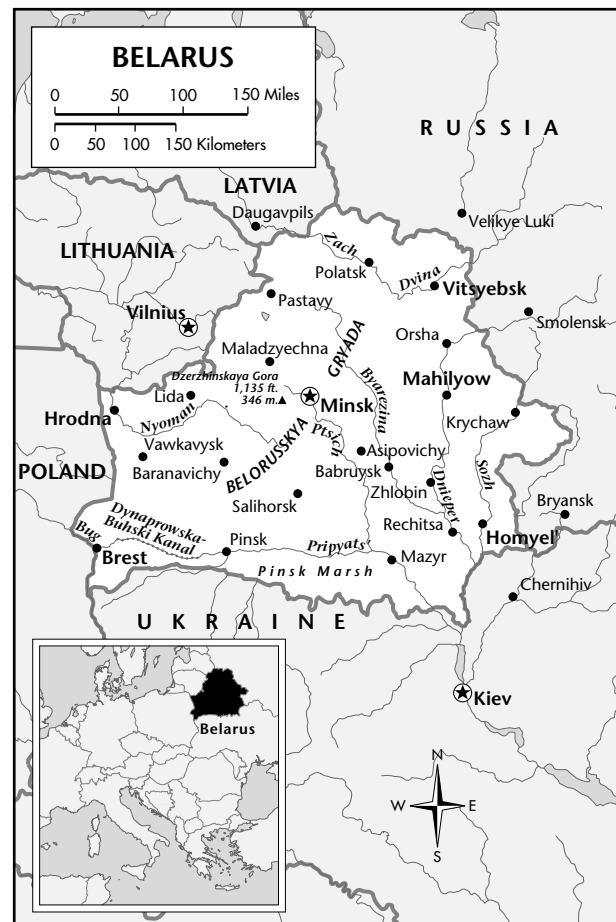 BELARUS
0 50 100 150 Miles
0 50 100 150 Kilometers
RUSSIA
LATVIA
Daugavpils
Velikye Luki
LITHUANIA
Zach
Dvina
Polatsk
Vitsyebsk
Pastavy
Vilnius
Smolensk
Orsha
GRYADA
Maladzyechna
Byarezina
Dzerzhinskaya Gora
1,135 ft.
346 m.
Mahilyow
Lida
Minsk
Hrodna
Nyoman
Krychaw
Ptsich
BELORUSSKYA
Vawkavysk
Asipovichy
POLAND
Baranavichy
Babruysk
Sozh
Dnieper
Zhlobin
Salihorsk
Bryansk
Dynaprowska-
Buhski Kanal
Rechitsa
Homyel'
Bug
Brest
Pinsk
Pripyats'
Mazyr
Pinsk Marsh
Chernihiv
UKRAINE
Kiev
Belarus
N
W E
S